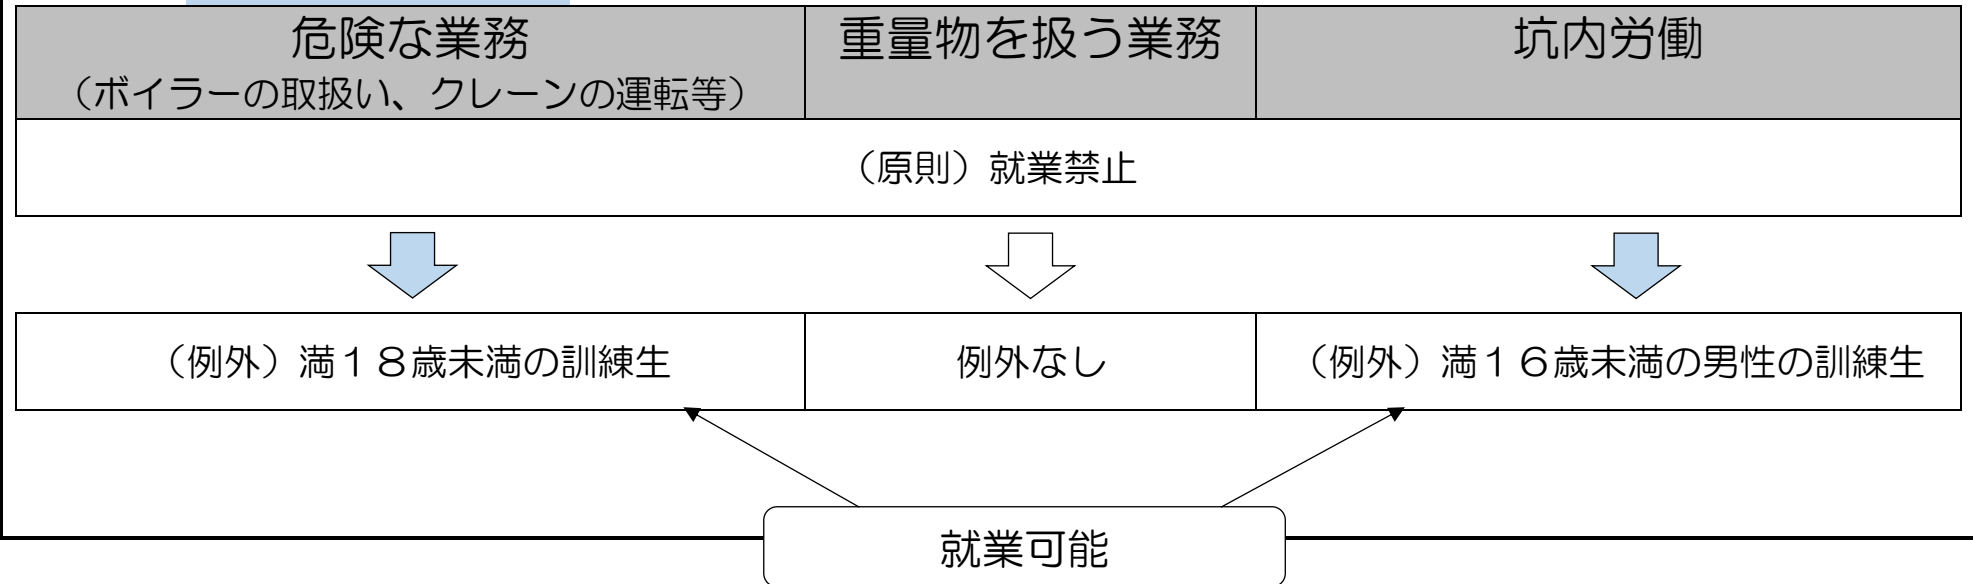 危険な業務
（ボイラーの取扱い、クレーンの運転等）
重量物を扱う業務
坑内労働
（原則）就業禁止
（例外）満１８歳未満の訓練生
例外なし
（例外）満１６歳未満の男性の訓練生
就業可能